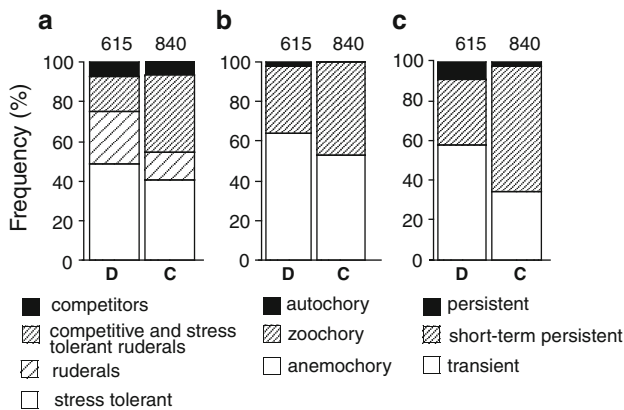 a
b
c
615 840
615 840
615 840
Frequency (%)
100
80
60
40
20
0
100
80
60
40
20
0
100
80
60
40
20
0
D C
D C
D C
competitors
competitive and stress
tolerant ruderals
ruderals
stress tolerant
autochory
zoochory
anemochory
persistent
short-term persistent
transient